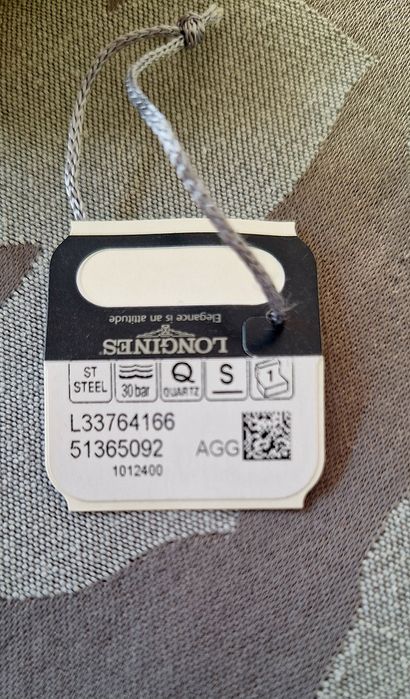 Elegance is an attitude
LONGINES
ST STEEL 30 bar Q QUARTZ S 1
L33764166
51365092 AGG
1012400